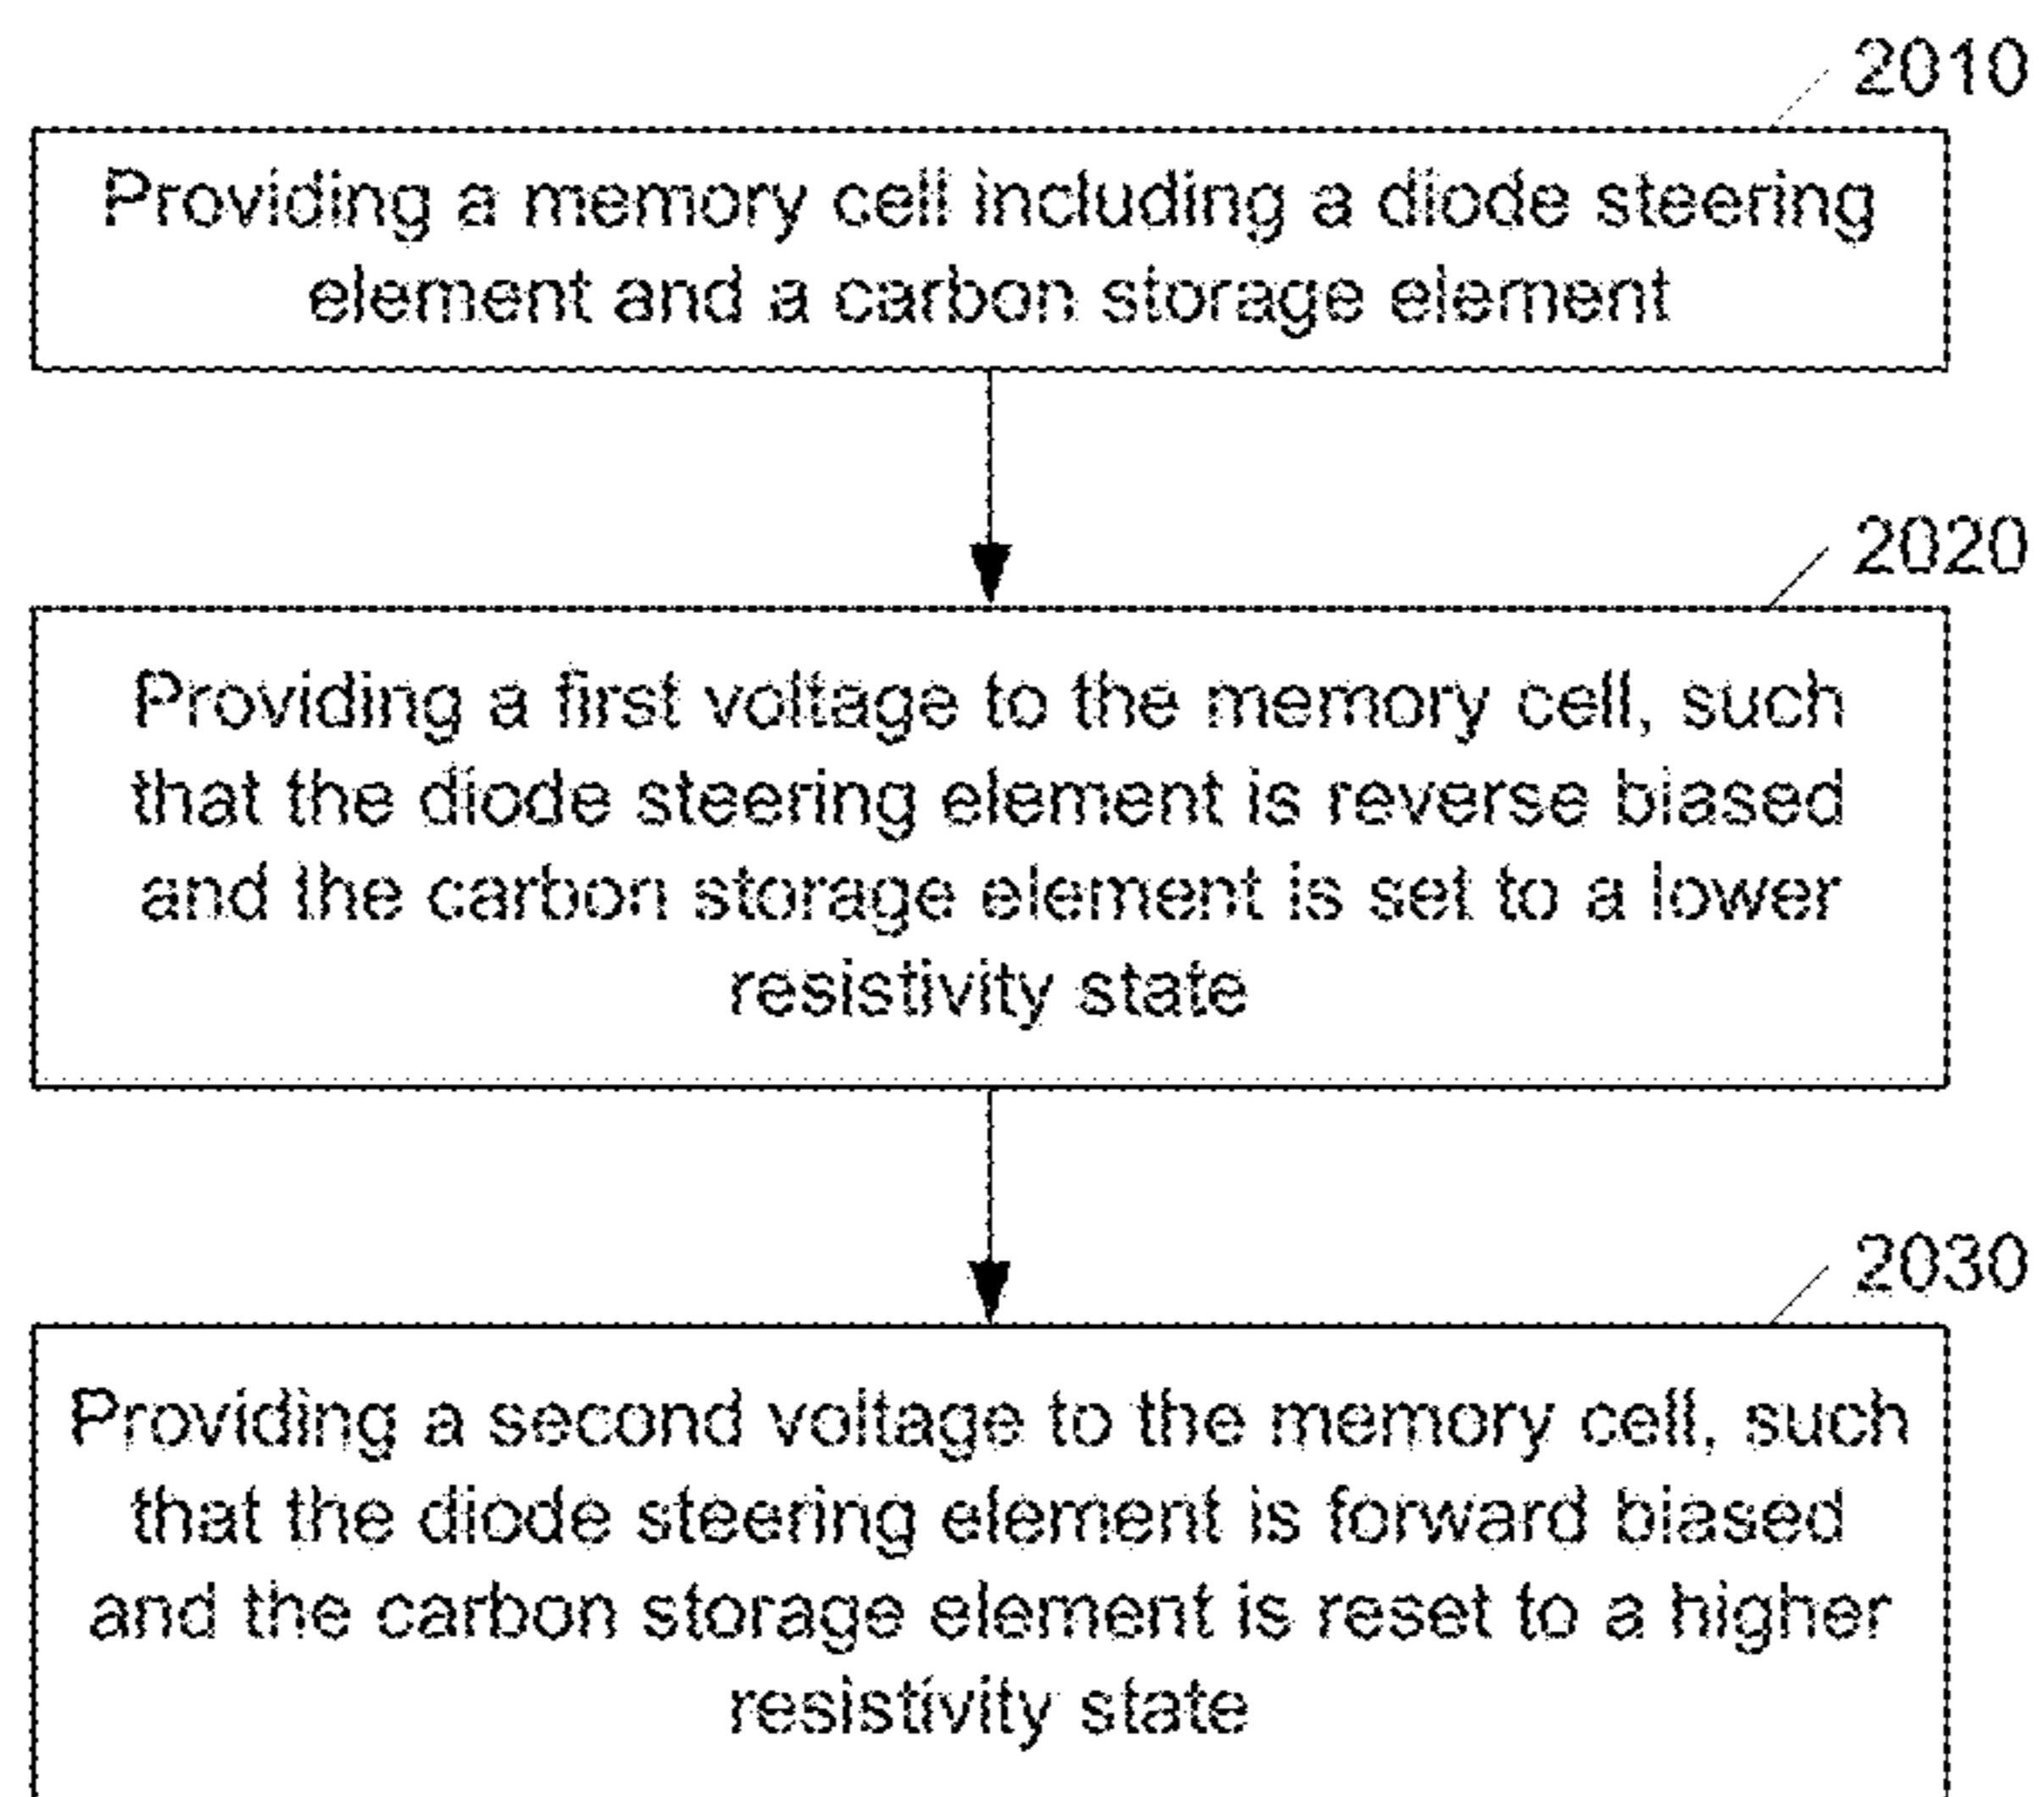 2010
Providing a memory cell including a diode steering
element and a carbon storage element
2020
Providing a first voltage to the memory cell, such
that the diode steering element is reverse biased
and the carbon storage element is set to a lower
resistivity state
2030
Providing a second voltage to the memory cell, such
that the diode steering element is forward biased
and the carbon storage element is reset to a higher
resistivity state